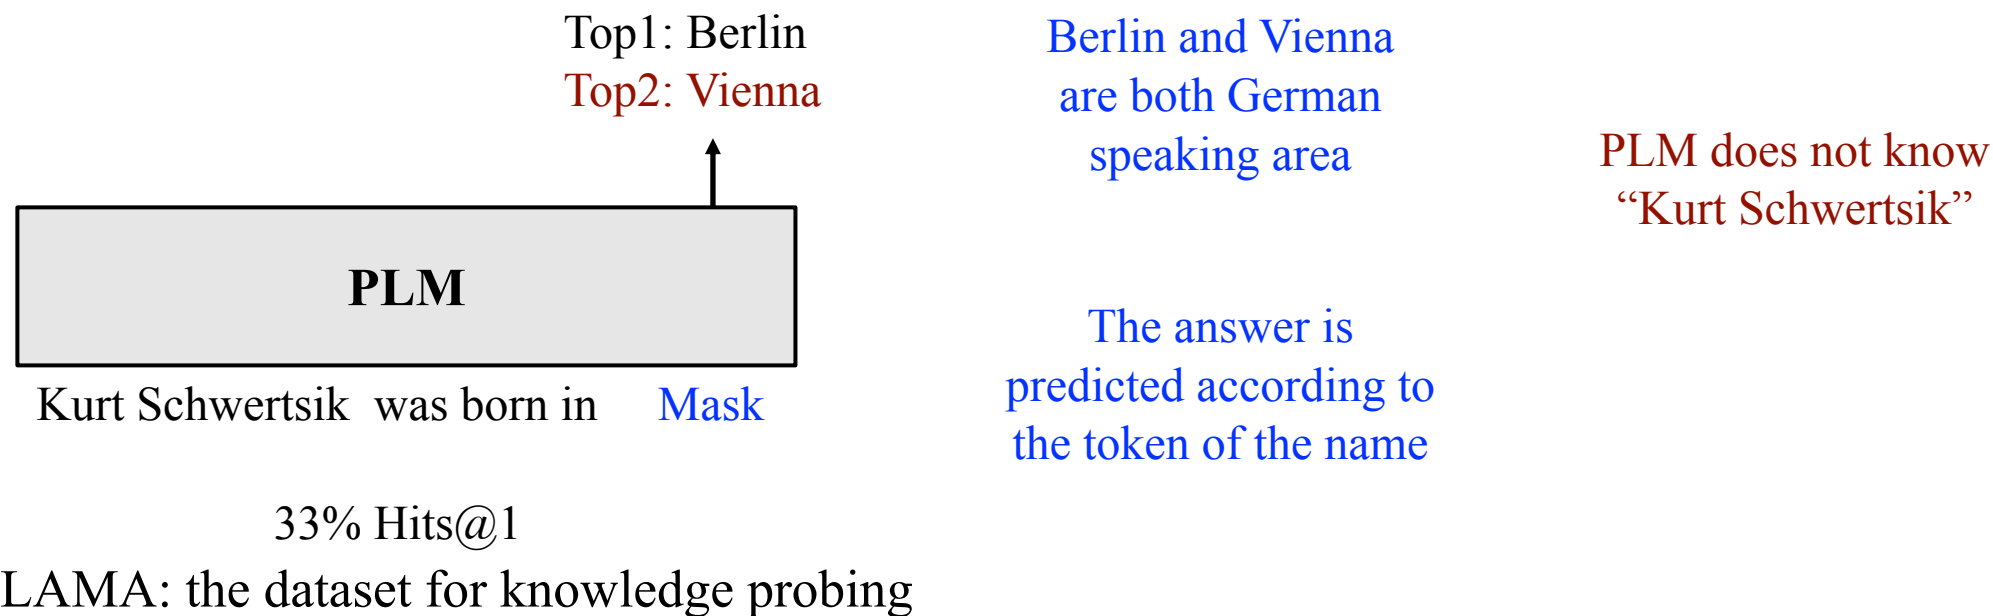 Top1: Berlin
Top2: Vienna
PLM
Kurt Schwertsik was born in Mask
33% Hits@1
LAMA: the dataset for knowledge probing
Berlin and Vienna
are both German
speaking area
The answer is
predicted according to
the token of the name
PLM does not know
“Kurt Schwertsik”